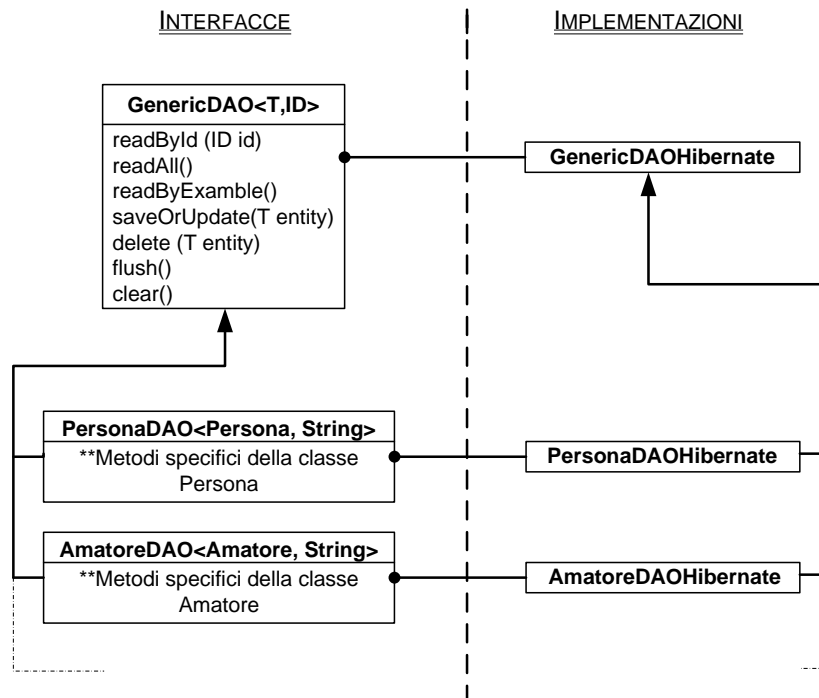 INTERFACCE
IMPLEMENTAZIONI
GenericDAO<T,ID>
readById (ID id)
readAll()
readByExamble()
saveOrUpdate(T entity)
delete (T entity)
flush()
clear()
GenericDAOHibernate
PersonaDAO<Persona, String>
**Metodi specifici della classe
Persona
PersonaDAOHibernate
AmatoreDAO<Amatore, String>
**Metodi specifici della classe
Amatore
AmatoreDAOHibernate